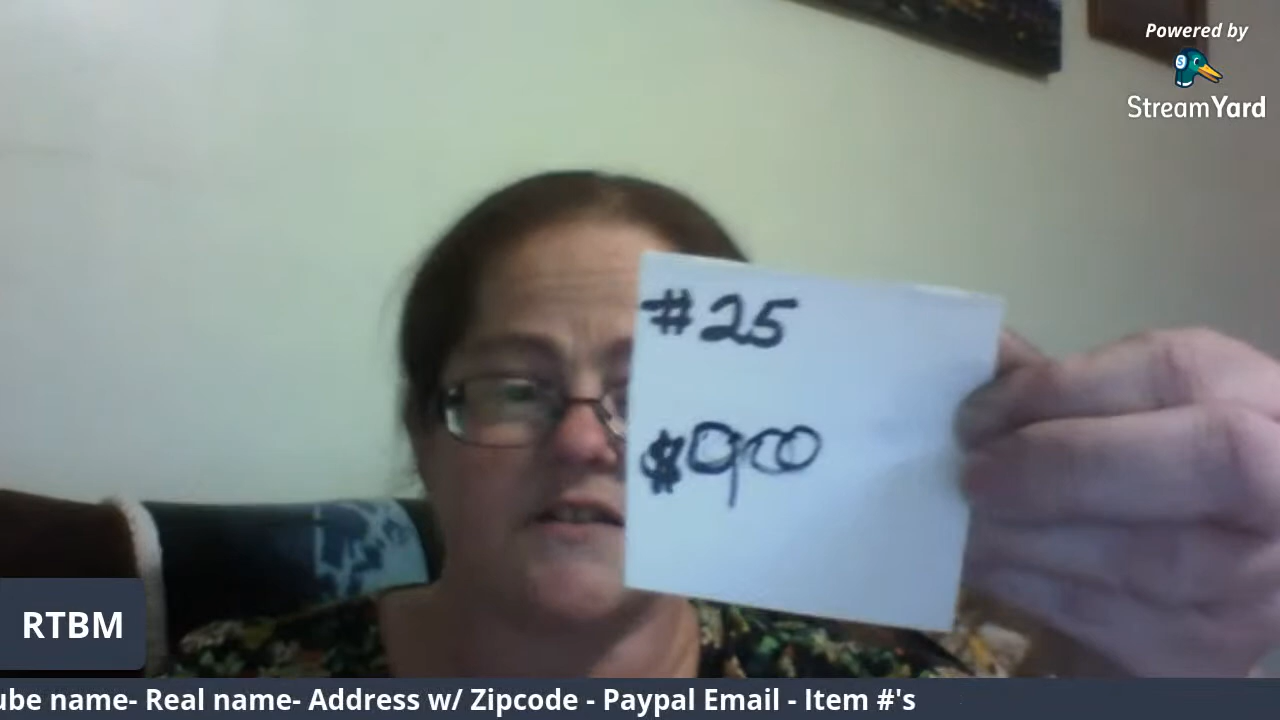 Powered by
StreamYard
#25
$900
RTBM
ube name- Real name- Address w/ Zipcode - Paypal Email - Item #'s